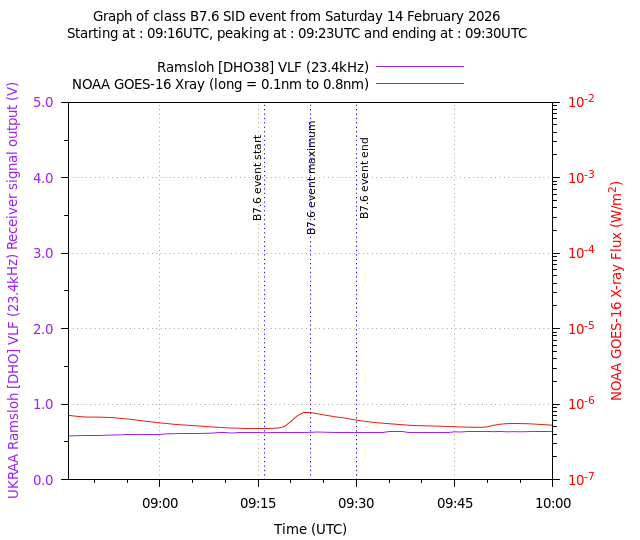 Graph of class B7.6 SID event from Saturday 14 February 2026
Starting at : 09:16UTC, peaking at : 09:23UTC and ending at : 09:30UTC
Ramsloh [DHO38] VLF (23.4kHz)
NOAA GOES-16 Xray (long = 0.1nm to 0.8nm)
UKRAA Ramsloh [DHO] VLF (23.4kHz) Receiver signal output (V)
5.0
4.0
3.0
2.0
1.0
0.0
B7.6 event start
B7.6 event maximum
B7.6 event end
10-2
10-3
10-4
10-5
10-6
10-7
NOAA GOES-16 X-ray Flux (W/m2)
09:00
09:15
09:30
09:45
10:00
Time (UTC)